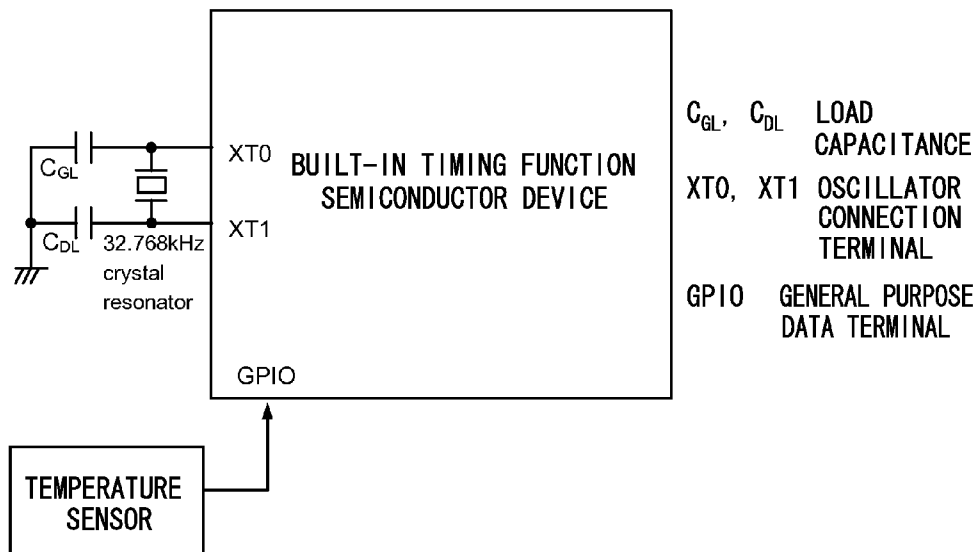 C_GL
C_DL
32.768kHz
crystal
resonator
XT0
XT1
GPIO
BUILT-IN TIMING FUNCTION
SEMICONDUCTOR DEVICE
TEMPERATURE
SENSOR
C_GL, C_DL LOAD
CAPACITANCE
XT0, XT1 OSCILLATOR
CONNECTION
TERMINAL
GPIO GENERAL PURPOSE
DATA TERMINAL